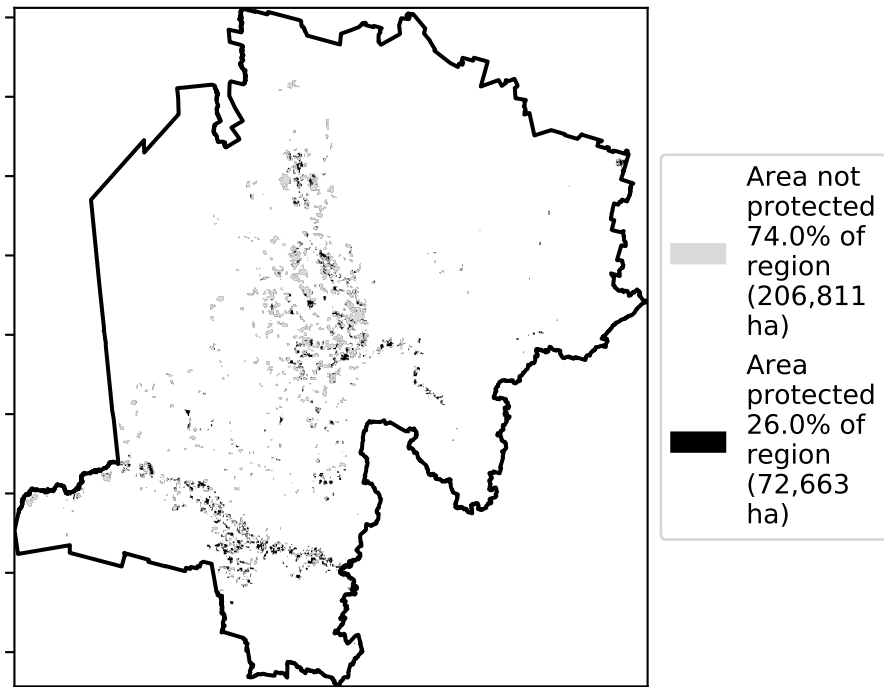 Area not
protected
74.0% of
region
(206,811
ha)
Area
protected
26.0% of
region
(72,663
ha)